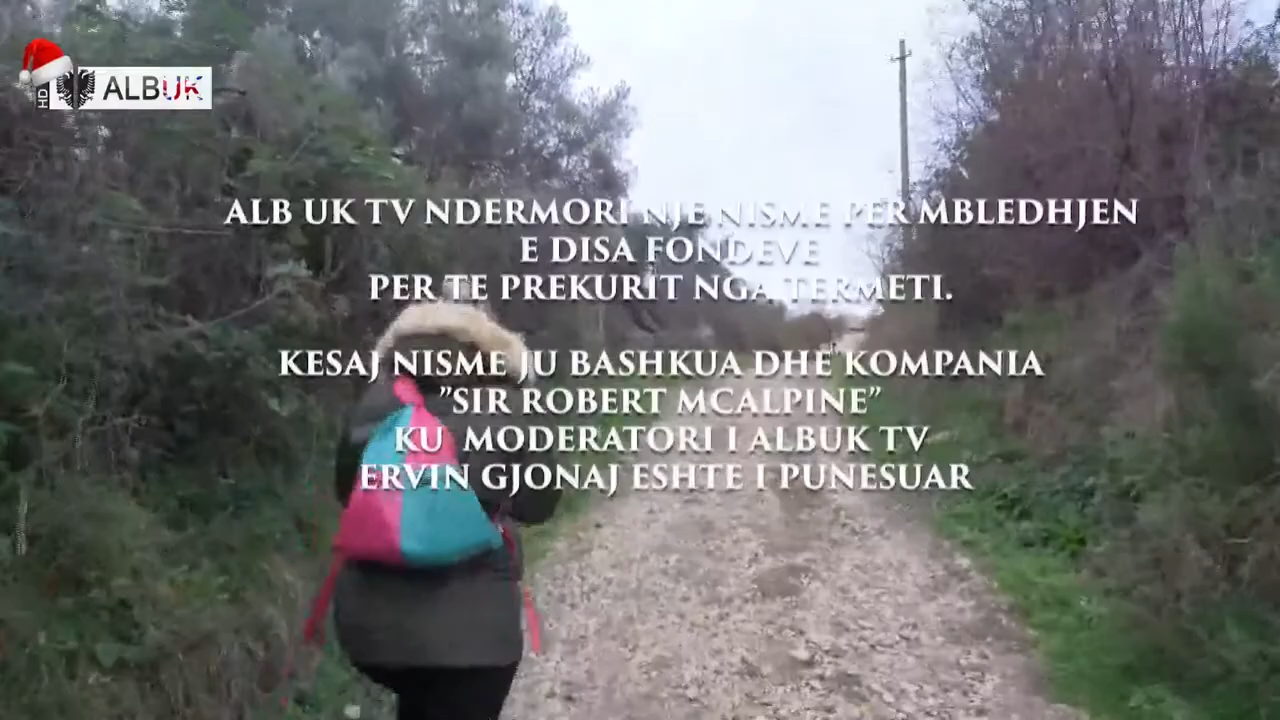 HD
ALBUK
ALB UK TV NDERMORI NJE NISME PER MBLEDHJEN
E DISA FONDEVE
PER TE PREKURIT NGA TERMETI.
KESAJ NISME JU BASHKUA DHE KOMPANIA
”SIR ROBERT MCALPINE”
KU MODERATORI I ALBUK TV
ERVIN GJONAJ ESHTE I PUNESUAR